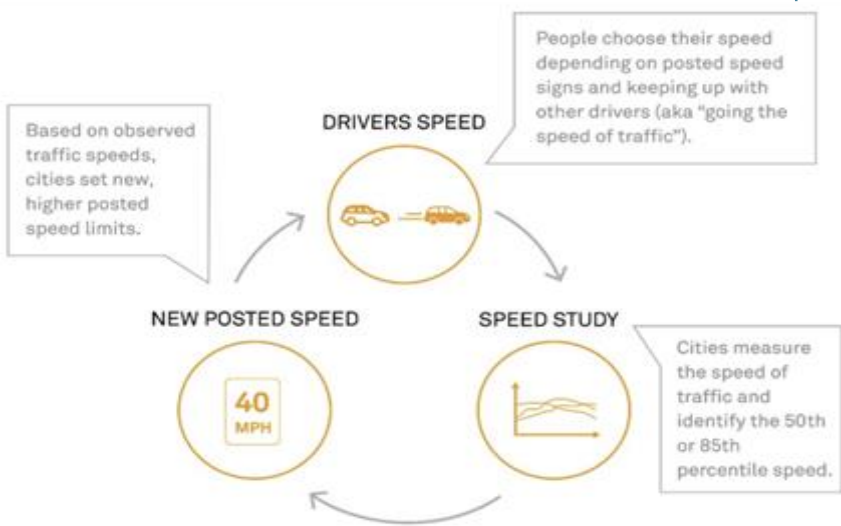 People choose their speed
depending on posted speed
signs and keeping up with
other drivers (aka "going the
speed of traffic").
DRIVERS SPEED
Based on observed
traffic speeds,
cities set new,
higher posted
speed limits.
NEW POSTED SPEED
40
MPH
SPEED STUDY
Cities measure
the speed of
traffic and
identify the 50th
or 85th
percentile speed.